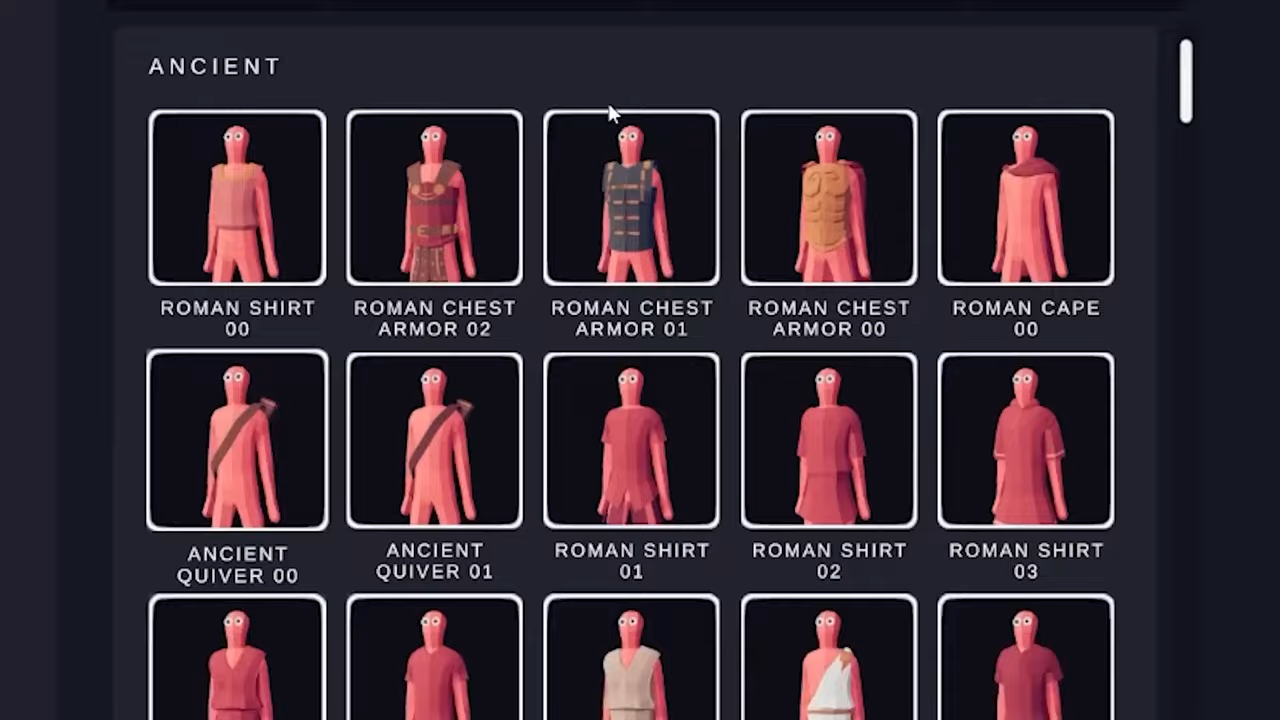 ANCIENT
ROMAN SHIRT
00
ROMAN CHEST
ARMOR 02
ROMAN CHEST
ARMOR 01
ROMAN CHEST
ARMOR 00
ROMAN CAPE
00
ANCIENT
QUIVER 00
ANCIENT
QUIVER 01
ROMAN SHIRT
01
ROMAN SHIRT
02
ROMAN SHIRT
03